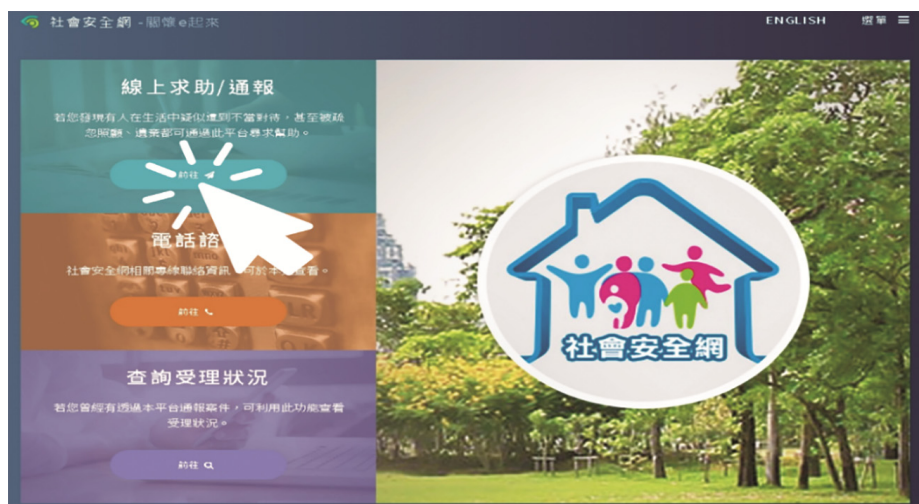 社會安全網 -關懷e起來
ENGLISH
選單
線上求助/通報
若您發現有人在生活中疑似遭到不當對待，甚至被疏
忽照顧、遺棄都可通過此平台尋求幫助。
前往
電話諮
社會安全網相關專線聯絡資訊，可於本
查看。
前往
查詢受理狀況
若您曾經有透過本平台通報案件，可利用此功能查看
受理狀況。
前往
社會安全網